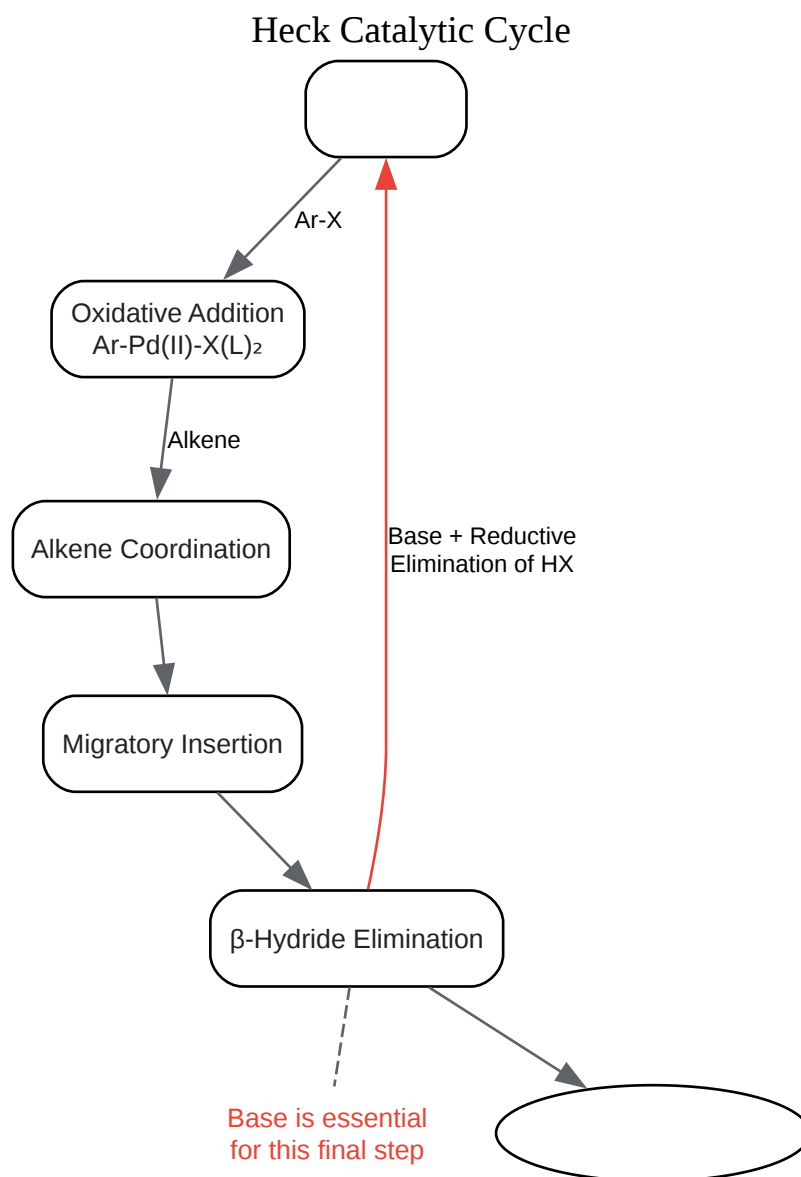 Heck Catalytic Cycle
Ar-X
Oxidative Addition
Ar-Pd(II)-X(L)₂
Alkene
Alkene Coordination
Base + Reductive
Elimination of HX
Migratory Insertion
β-Hydride Elimination
Base is essential
for this final step